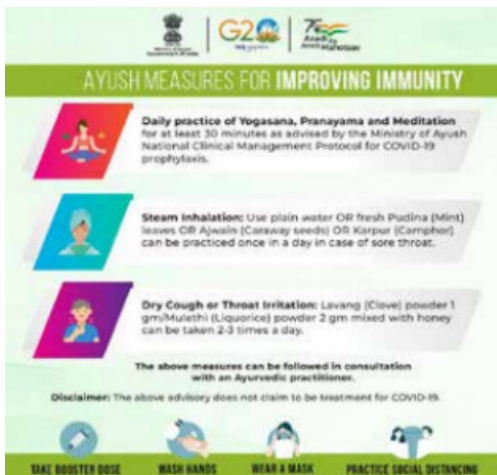 G20
Azadi Ka
Amrit Mahotsav
AYUSH MEASURES FOR IMPROVING IMMUNITY
Daily practice of Yogasana, Pranayama and Meditation
for at least 30 minutes as advised by the Ministry of Ayush
National Clinical Management Protocol for COVID-19
prophylaxis.
Steam Inhalation: Use plain water OR fresh Pudina (Mint)
leaves OR Ajwain (Caraway seeds) OR Karpur (Camphor)
can be practiced once in a day in case of sore throat.
Dry Cough or Throat Irritation: Lavang (Clove) powder 1
gm/Mulethi (Liquorice) powder 2 gm mixed with honey
can be taken 2-3 times a day.
The above measures can be followed in consultation
with an Ayurvedic practitioner.
Disclaimer: The above advisory does not claim to be treatment for COVID-19.
TAKE BOOSTER DOSE WASH HANDS WEAR A MASK PRACTICE SOCIAL DISTANCING